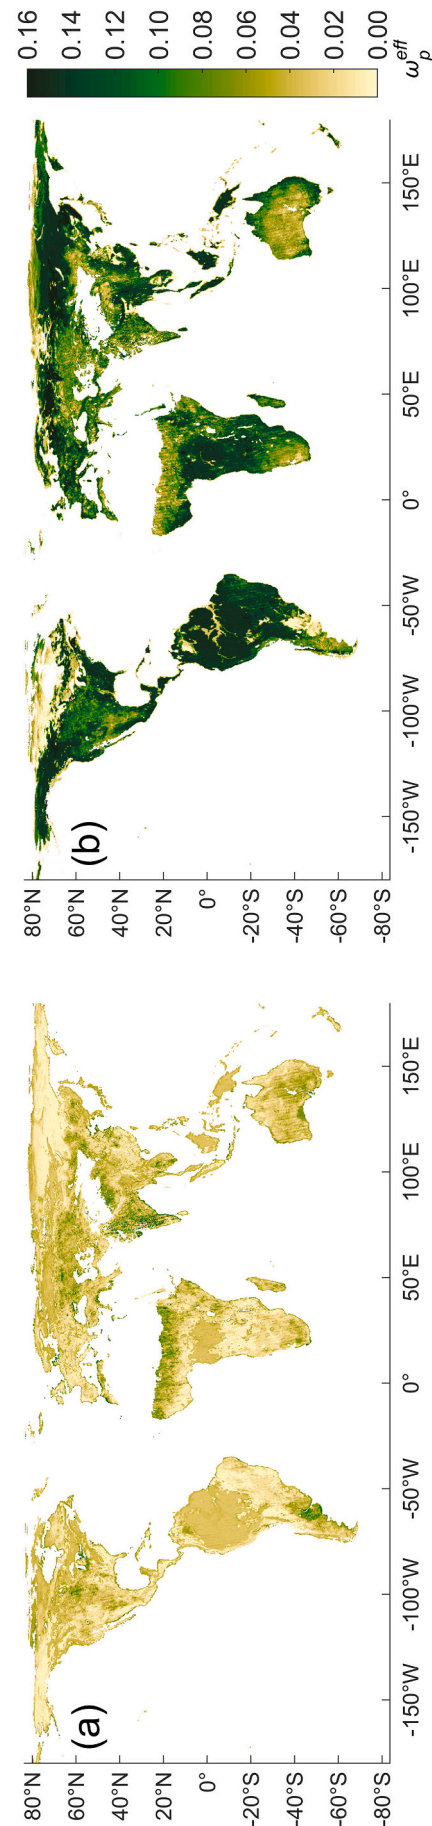 (a)
80°N
60°N
40°N
20°N
0°
-20°S
-40°S
-60°S
-80°S
-150°W
-100°W
-50°W
0°
50°E
100°E
150°E
(b)
80°N
60°N
40°N
20°N
0°
-20°S
-40°S
-60°S
-80°S
-150°W
-100°W
-50°W
0°
50°E
100°E
150°E
0.16
0.14
0.12
0.10
0.08
0.06
0.04
0.02
0.00
ω_p^eff